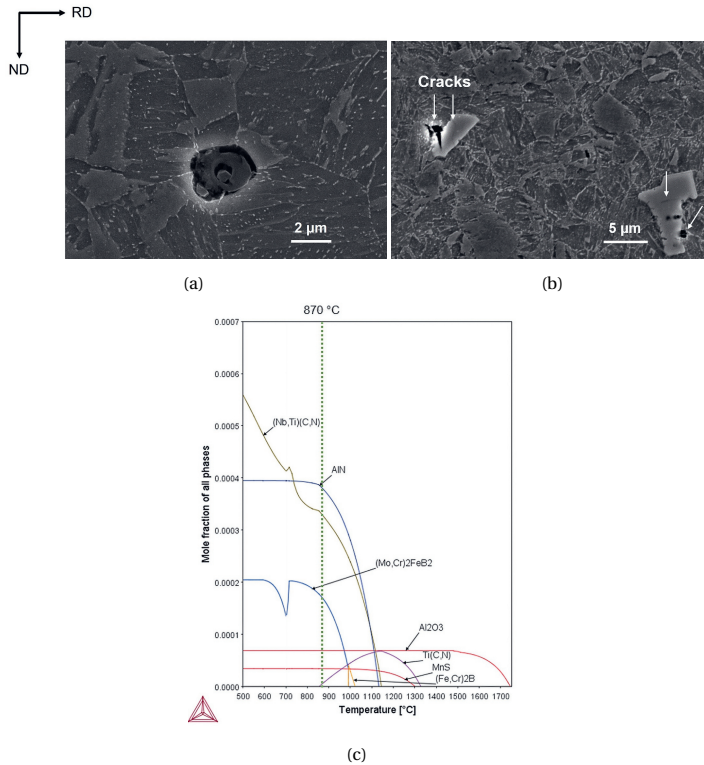 RD
ND
Cracks
2 µm
5 µm
(a)
(b)
870 °C
0.0007
0.0006
0.0005
0.0004
0.0003
0.0002
0.0001
0.0000
Mole fraction of all phases
(Nb,Ti)(C,N)
AlN
(Mo,Cr)2FeB2
Al2O3
Ti(C,N)
MnS
(Fe,Cr)2B
500 600 700 800 900 1000 1100 1200 1300 1400 1500 1600 1700
Temperature [°C]
(c)